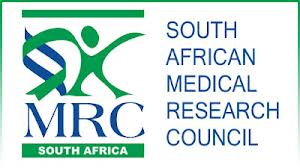 MRC
SOUTH AFRICA
SOUTH
AFRICAN
MEDICAL
RESEARCH
COUNCIL